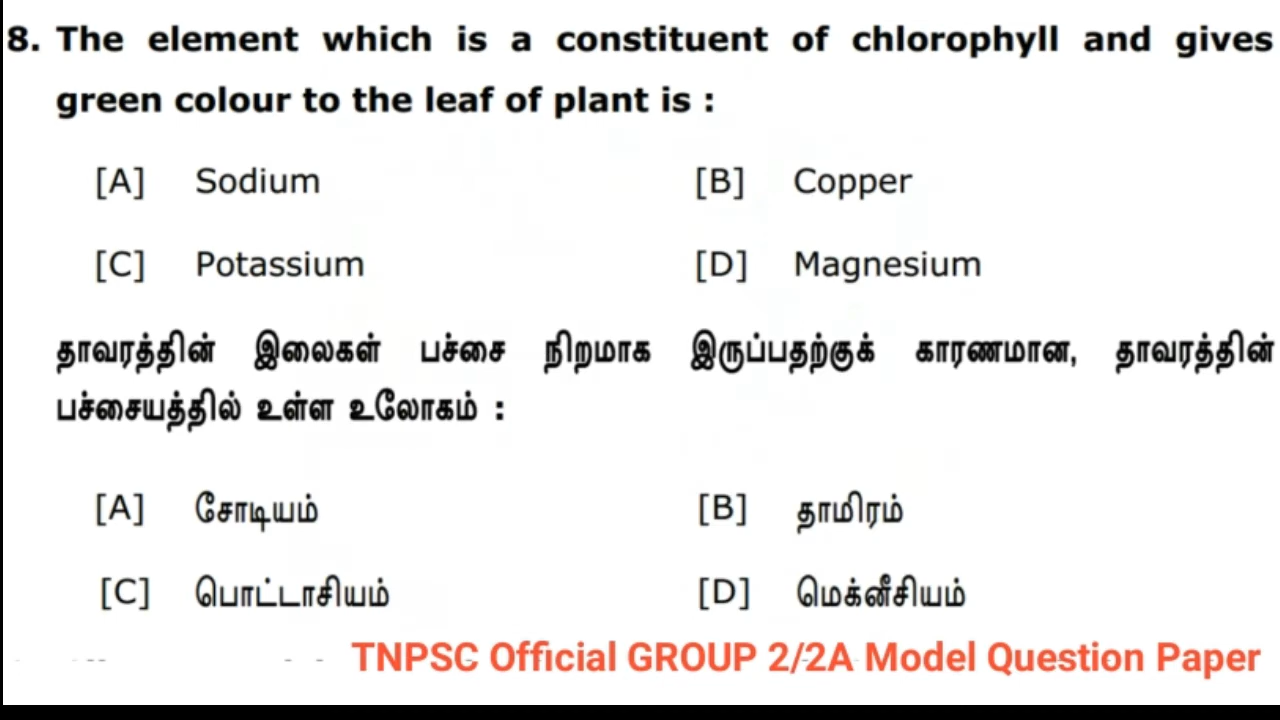 8. The element which is a constituent of chlorophyll and gives
green colour to the leaf of plant is :
[A] Sodium [B] Copper
[C] Potassium [D] Magnesium
தாவரத்தின் இலைகள் பச்சை நிறமாக இருப்பதற்குக் காரணமான, தாவரத்தின்
பச்சையத்தில் உள்ள உலோகம் :
[A] சோடியம் [B] தாமிரம்
[C] பொட்டாசியம் [D] மெக்னீசியம்
TNPSC Official GROUP 2/2A Model Question Paper